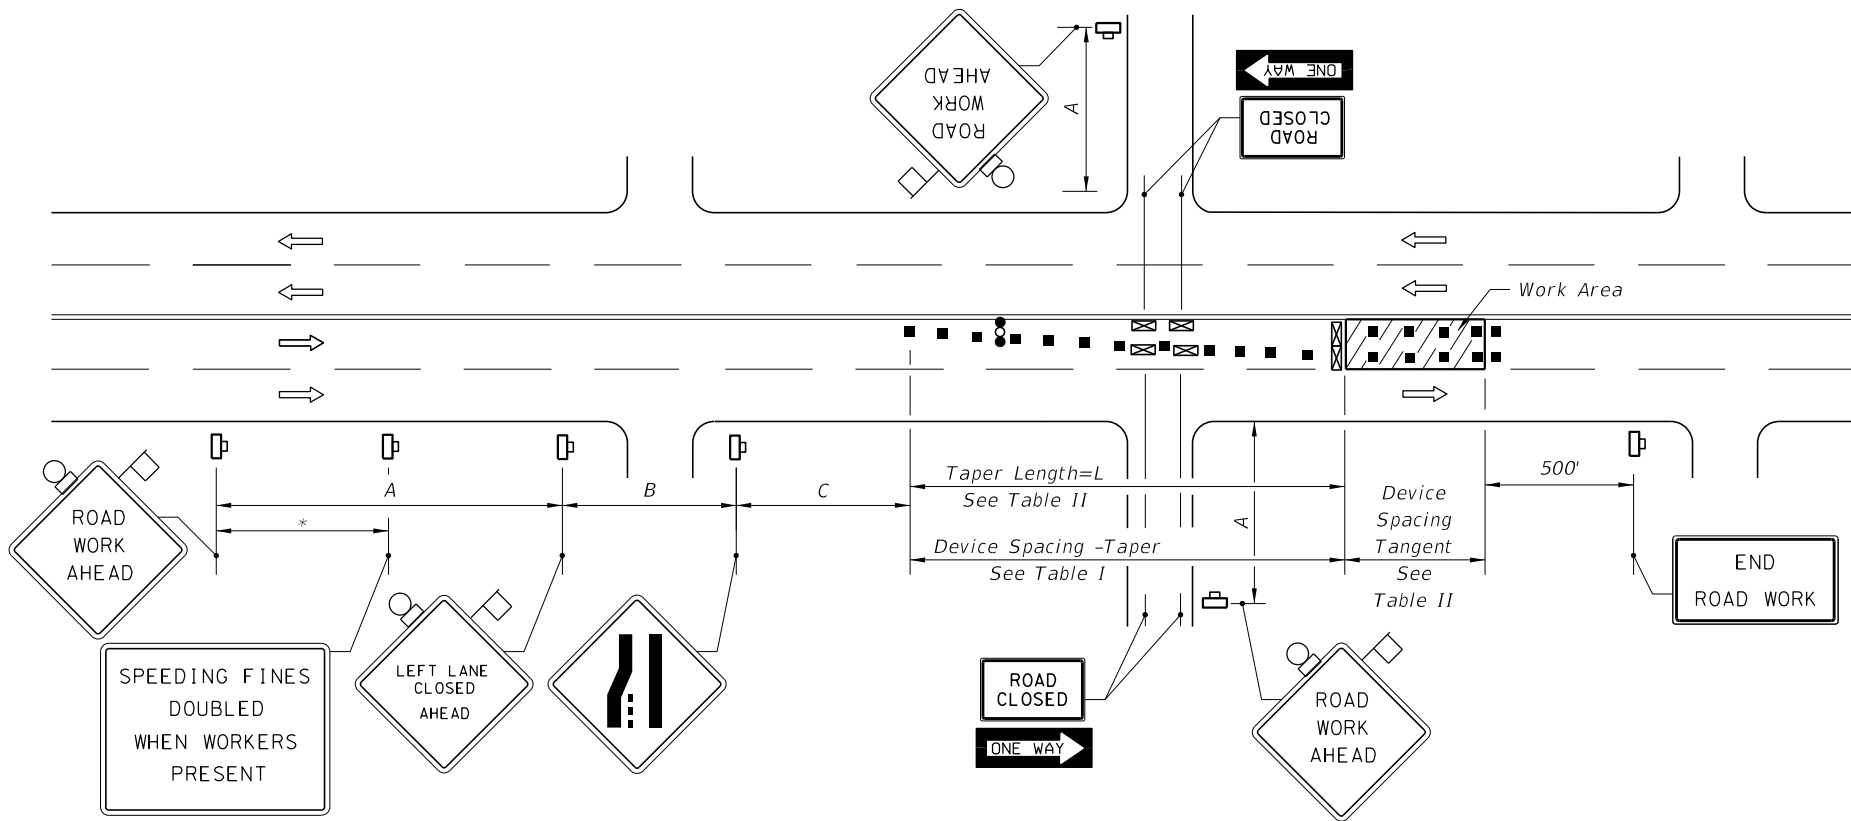 ROAD
WORK
AHEAD
A
ONE WAY
ROAD
CLOSED
Work Area
A
B
C
*
Taper Length=L
See Table II
Device Spacing -Taper
See Table I
A
Device
Spacing
Tangent
See
Table II
500'
ROAD
WORK
AHEAD
SPEEDING FINES
DOUBLED
WHEN WORKERS
PRESENT
LEFT LANE
CLOSED
AHEAD
ROAD
CLOSED
ONE WAY
ROAD
WORK
AHEAD
END
ROAD WORK